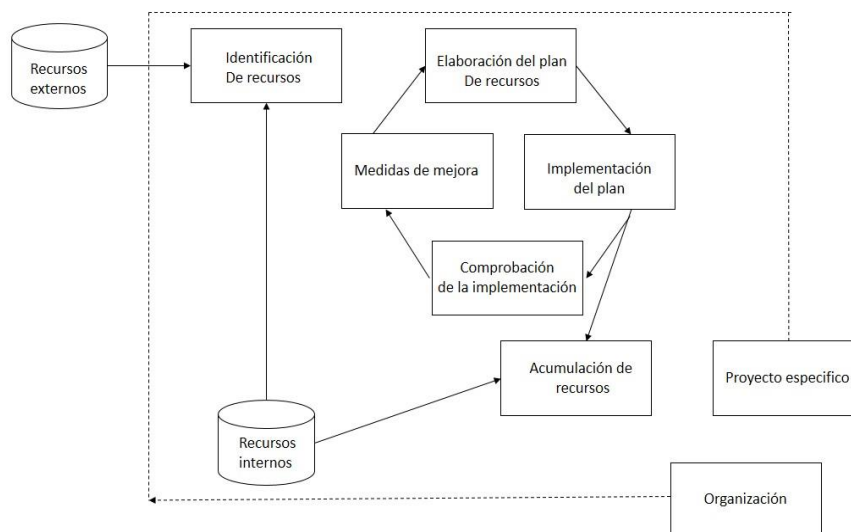 Recursos
externos
Identificación
De recursos
Elaboración del plan
De recursos
Medidas de mejora
Implementación
del plan
Comprobación
de la implementación
Acumulación de
recursos
Proyecto especifico
Recursos
internos
Organización